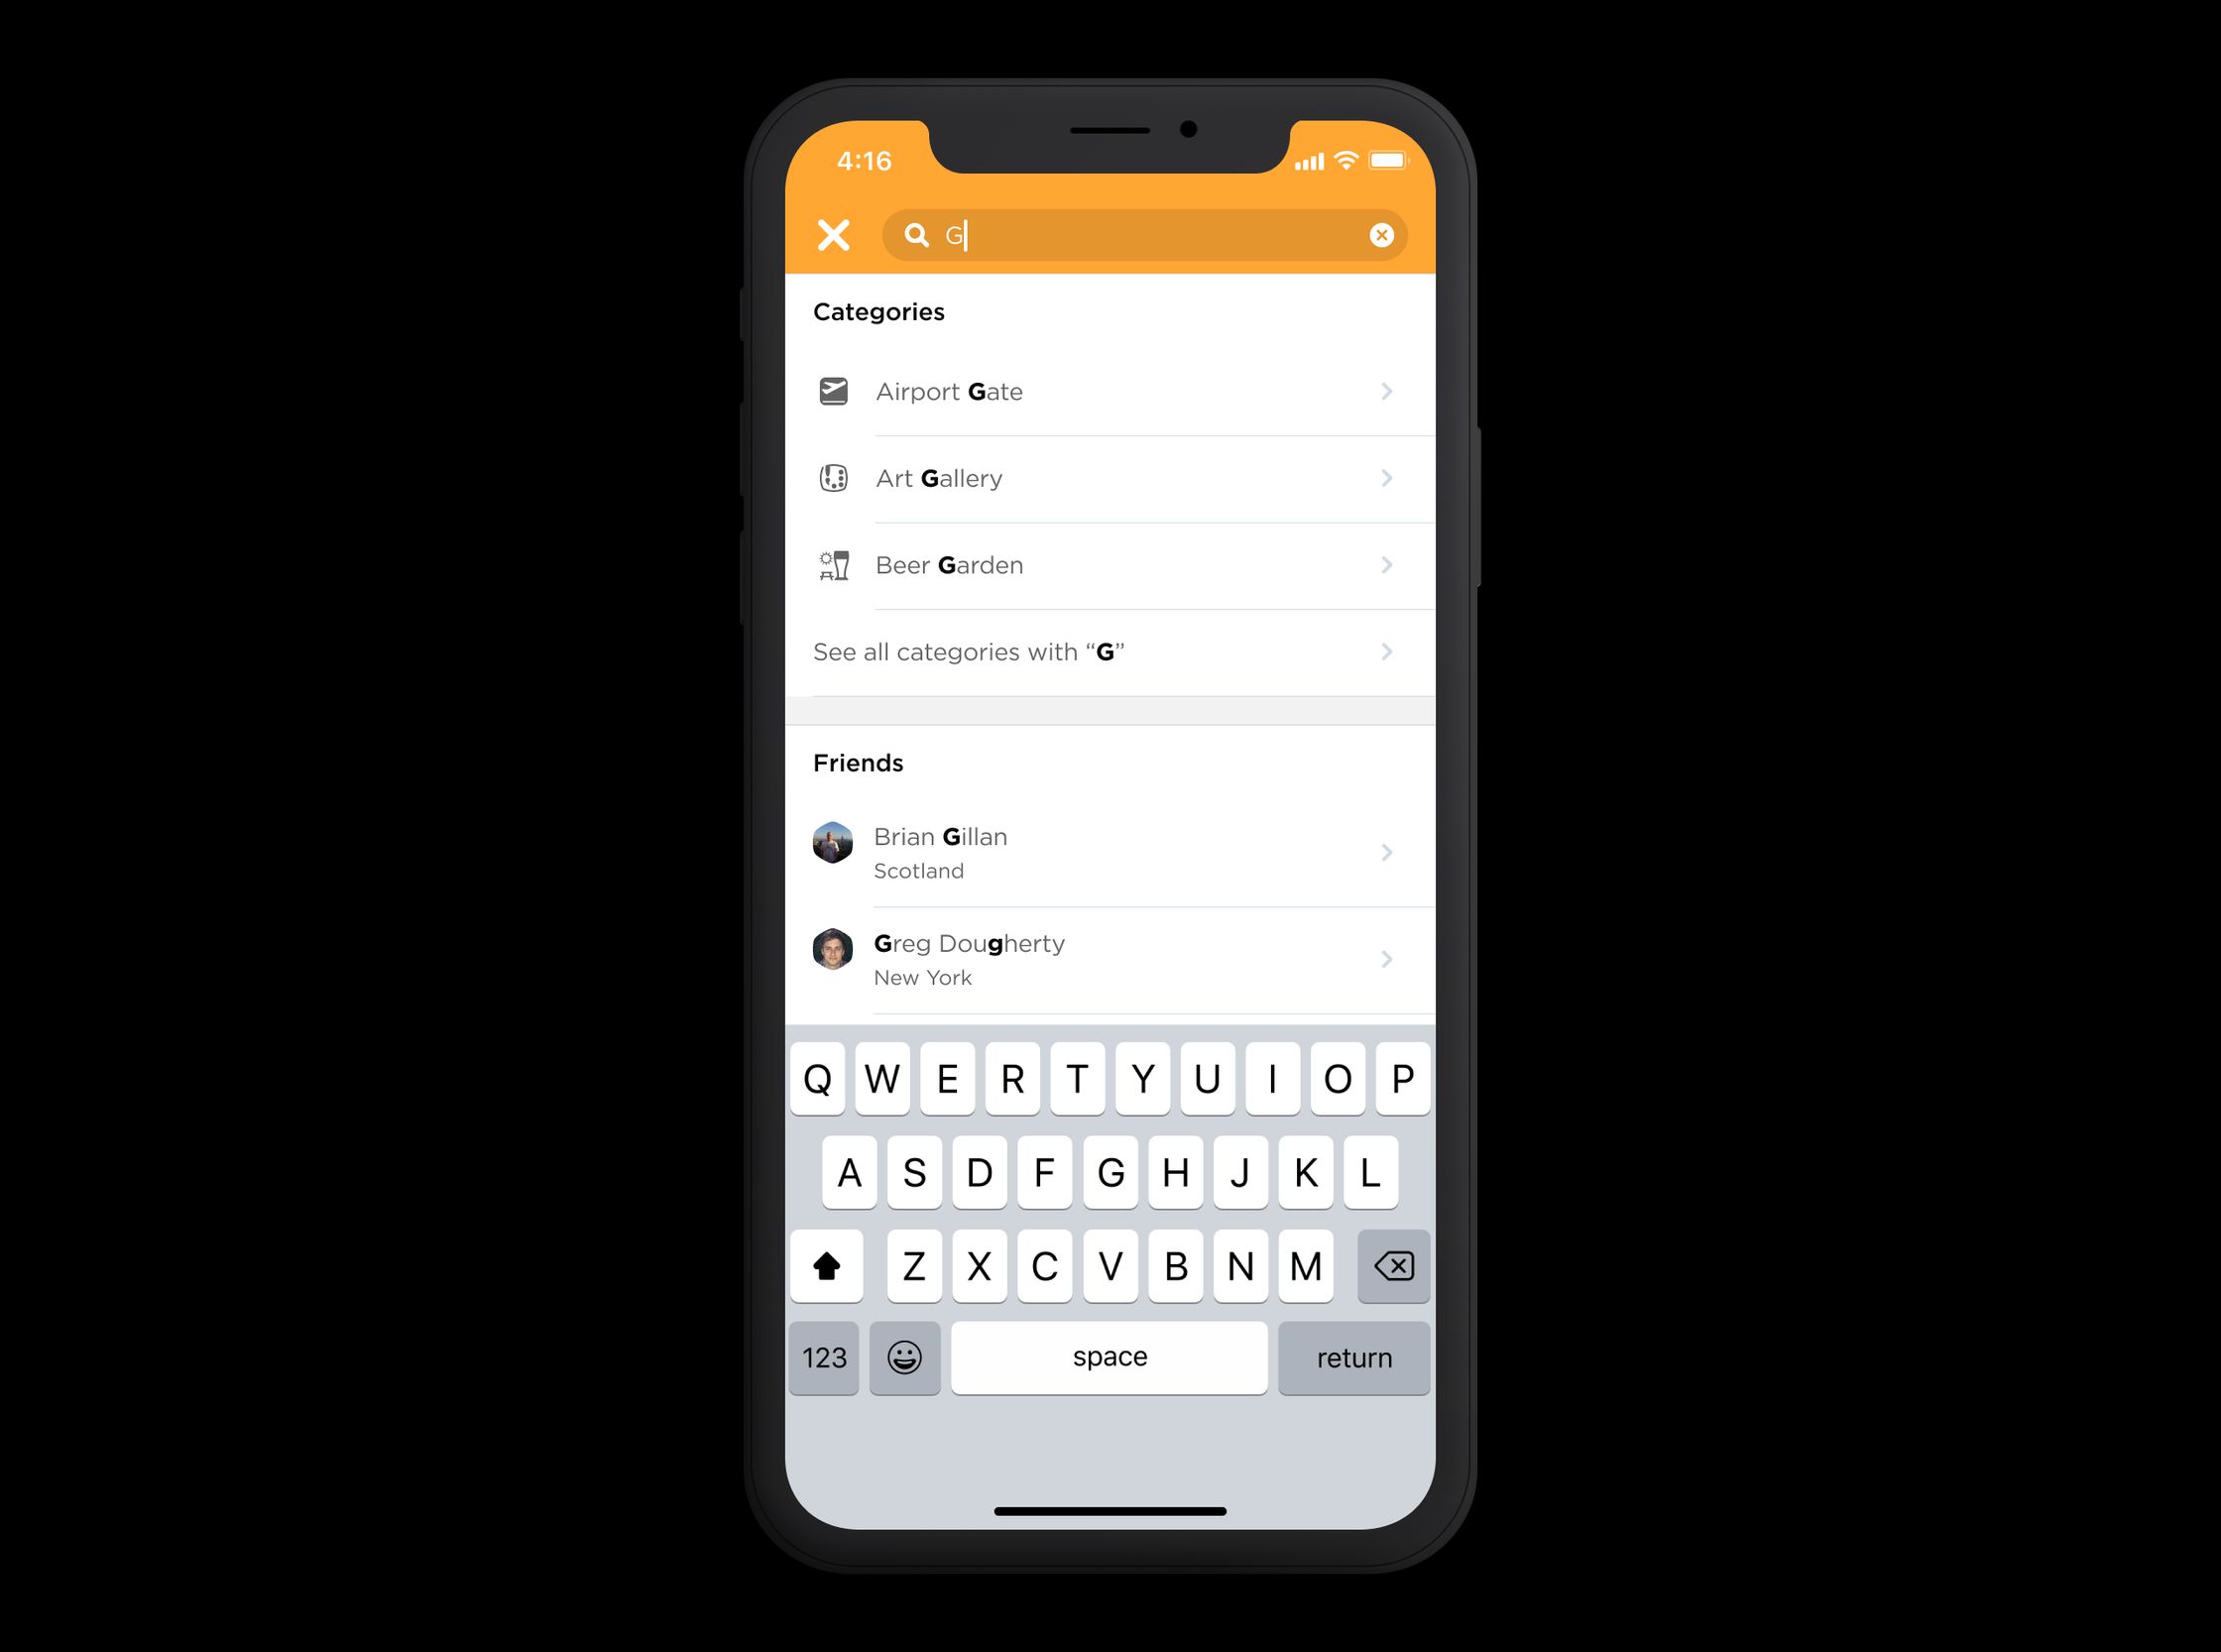 4:16
G
Categories
Airport Gate
Art Gallery
Beer Garden
See all categories with “G”
Friends
Brian Gillan
Scotland
Greg Dougherty
New York
Q W E R T Y U I O P
A S D F G H J K L
Z X C V B N M
123 space return